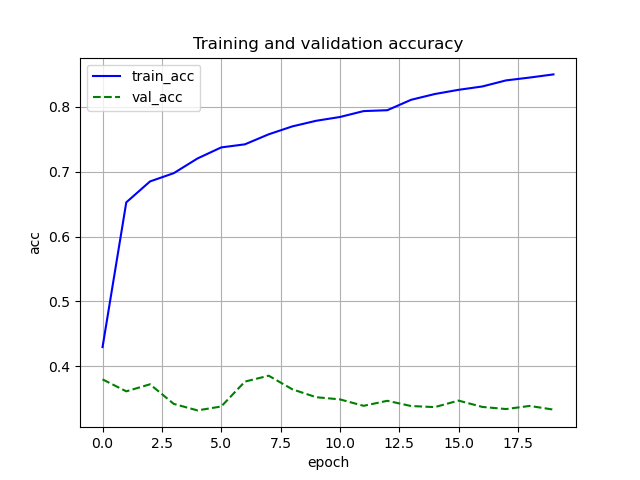 Training and validation accuracy
train_acc
val_acc
0.8
0.7
0.6
0.5
0.4
acc
0.0 2.5 5.0 7.5 10.0 12.5 15.0 17.5
epoch